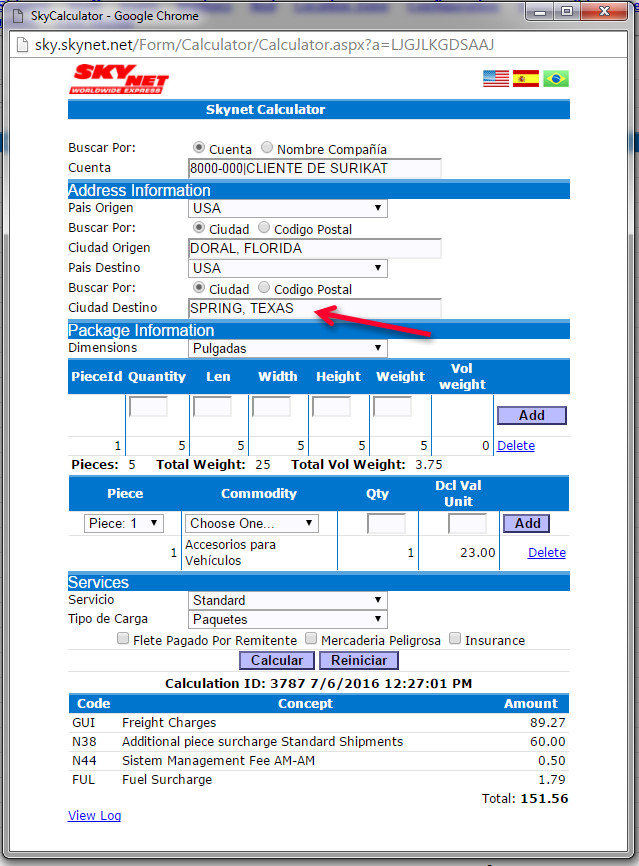 SkyCalculator - Google Chrome
sky.skynet.net/Form/Calculator/Calculator.aspx?a=LJGJLKGDSAAJ
SKYNET
WORLDWIDE EXPRESS
Skynet Calculator
Buscar Por: Cuenta Nombre Compañía
Cuenta 8000-000|CLIENTE DE SURIKAT
Address Information
Pais Origen USA
Buscar Por: Ciudad Codigo Postal
Ciudad Origen DORAL, FLORIDA
Pais Destino USA
Buscar Por: Ciudad Codigo Postal
Ciudad Destino SPRING, TEXAS
Package Information
Dimensions Pulgadas
PieceId Quantity Len Width Height Weight Vol weight
Add
1 5 5 5 5 5 0 Delete
Pieces: 5 Total Weight: 25 Total Vol Weight: 3.75
Piece Commodity Qty Dcl Val Unit
Piece: 1 Choose One... Add
1 Accesorios para Vehículos 1 23.00 Delete
Services
Servicio Standard
Tipo de Carga Paquetes
Flete Pagado Por Remitente Mercaderia Peligrosa Insurance
Calcular Reiniciar
Calculation ID: 3787 7/6/2016 12:27:01 PM
Code Concept Amount
GUI Freight Charges 89.27
N38 Additional piece surcharge Standard Shipments 60.00
N44 Sistem Management Fee AM-AM 0.50
FUL Fuel Surcharge 1.79
Total: 151.56
View Log